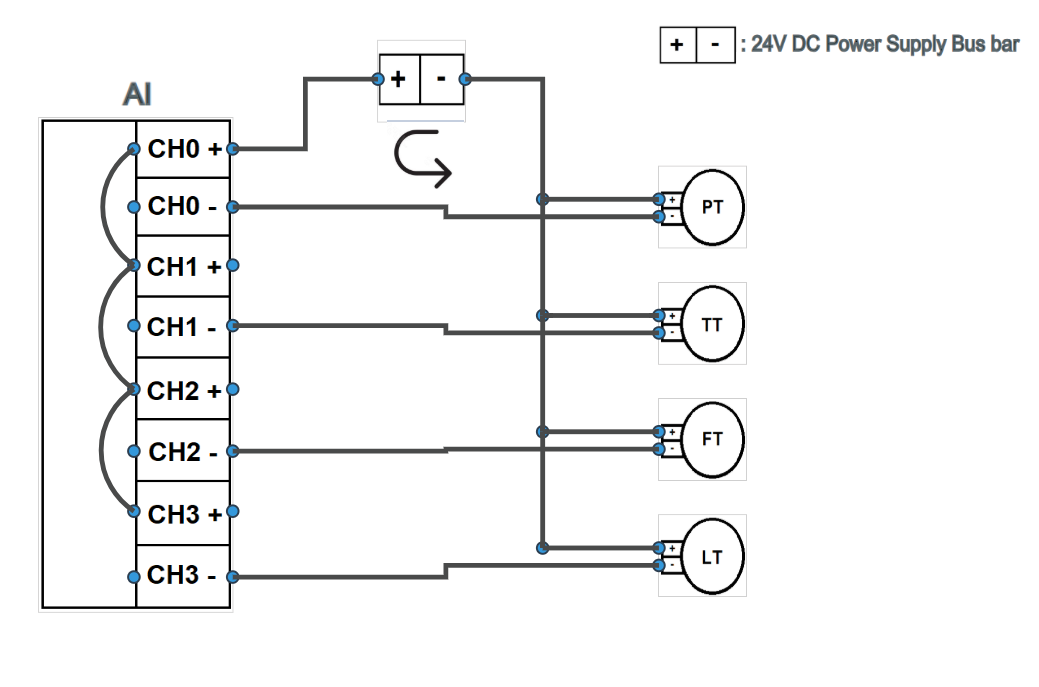 + - : 24V DC Power Supply Bus bar
+ -
AI
CH0 +
CH0 -
CH1 +
CH1 -
CH2 +
CH2 -
CH3 +
CH3 -
+
-
PT
+
-
TT
+
-
FT
+
-
LT